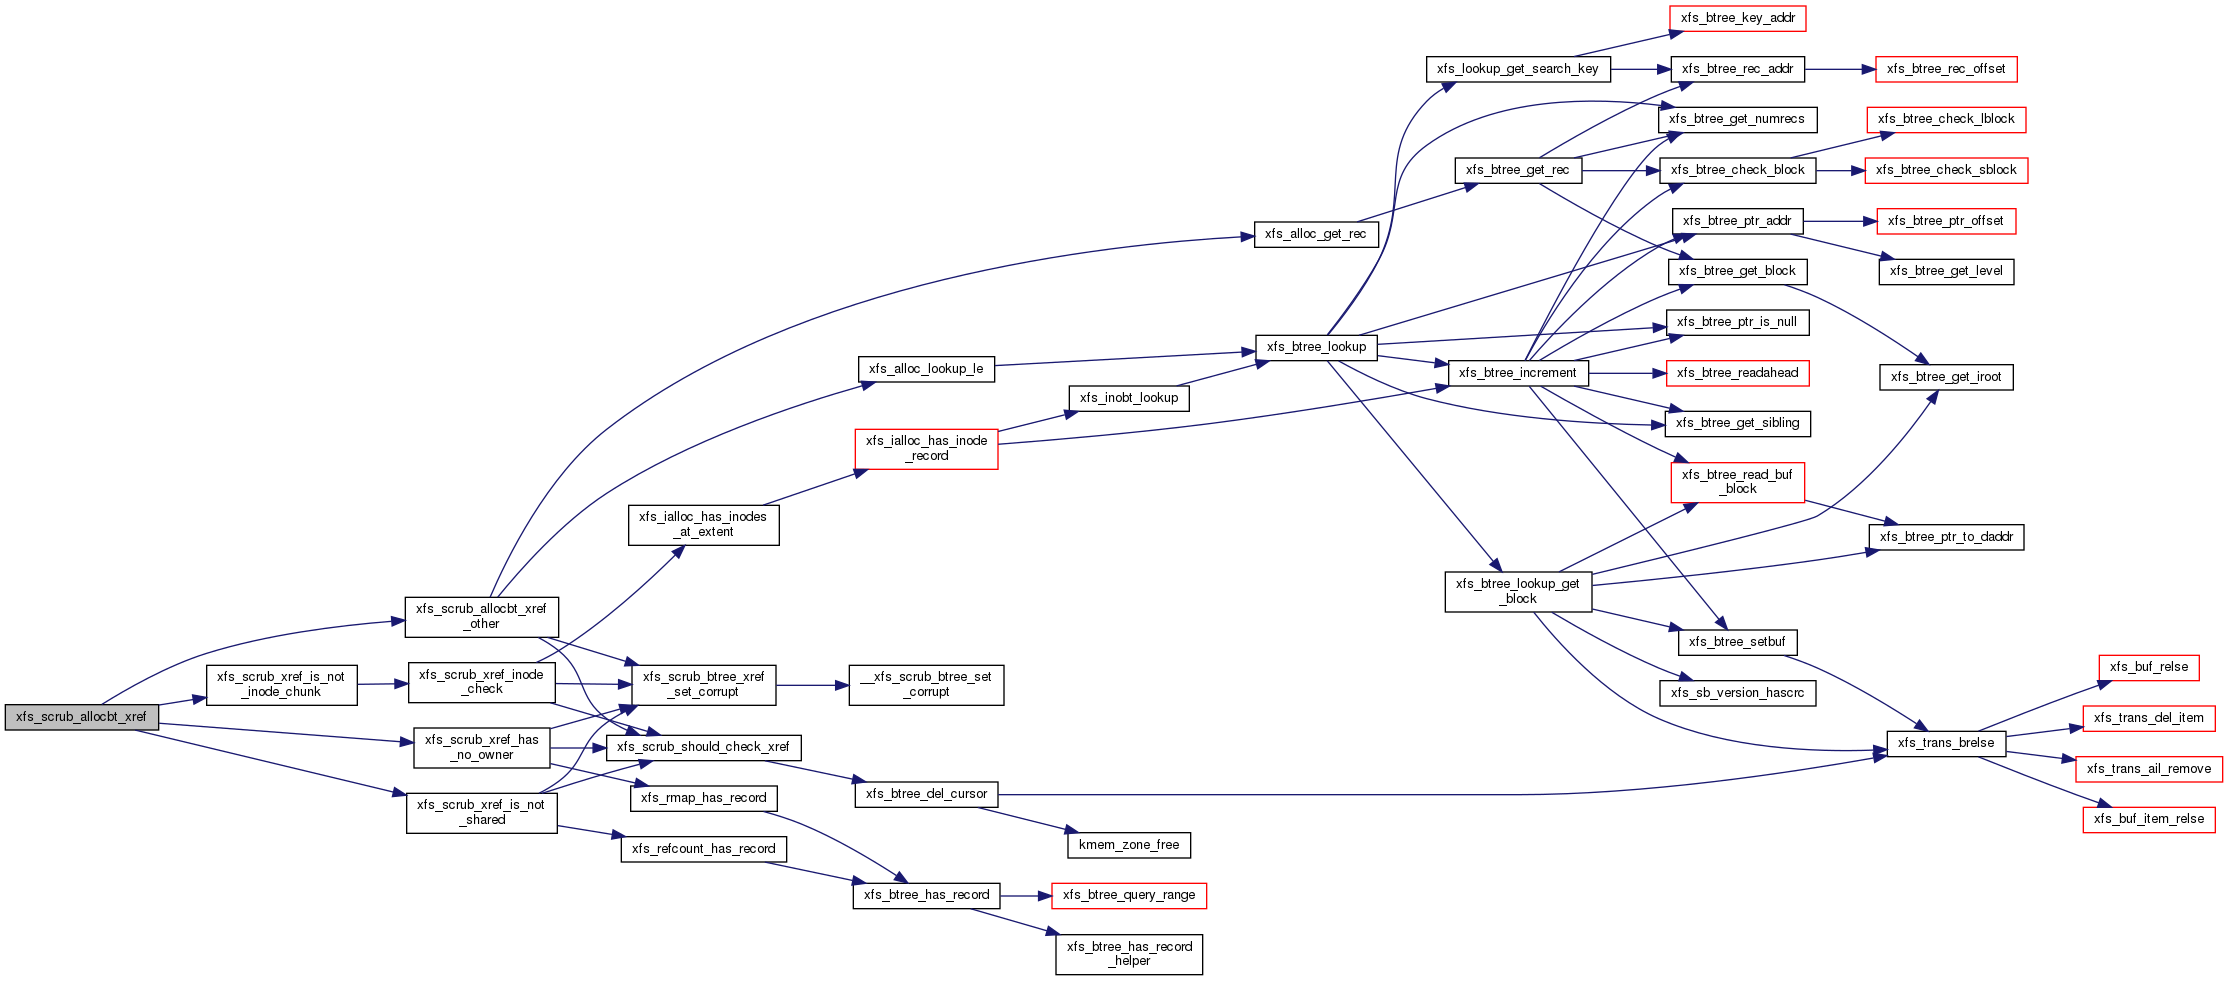 xfs_btree_key_addr
xfs_lookup_get_search_key
xfs_btree_rec_addr
xfs_btree_rec_offset
xfs_btree_get_numrecs
xfs_btree_check_lblock
xfs_btree_get_rec
xfs_btree_check_block
xfs_btree_check_sblock
xfs_alloc_get_rec
xfs_btree_ptr_addr
xfs_btree_ptr_offset
xfs_btree_get_block
xfs_btree_get_level
xfs_btree_ptr_is_null
xfs_btree_lookup
xfs_alloc_lookup_le
xfs_btree_increment
xfs_btree_readahead
xfs_btree_get_iroot
xfs_inobt_lookup
xfs_btree_get_sibling
xfs_ialloc_has_inode
_record
xfs_btree_read_buf
_block
xfs_ialloc_has_inodes
_at_extent
xfs_btree_ptr_to_daddr
xfs_btree_lookup_get
_block
xfs_scrub_allocbt_xref
_other
xfs_btree_setbuf
xfs_buf_relse
xfs_scrub_xref_is_not
_inode_chunk
xfs_scrub_xref_inode
_check
xfs_scrub_btree_xref
_set_corrupt
__xfs_scrub_btree_set
_corrupt
xfs_sb_version_hascrc
xfs_scrub_allocbt_xref
xfs_trans_del_item
xfs_scrub_xref_has
_no_owner
xfs_scrub_should_check_xref
xfs_trans_brelse
xfs_trans_ail_remove
xfs_rmap_has_record
xfs_btree_del_cursor
xfs_scrub_xref_is_not
_shared
xfs_buf_item_relse
xfs_refcount_has_record
kmem_zone_free
xfs_btree_has_record
xfs_btree_query_range
xfs_btree_has_record
_helper